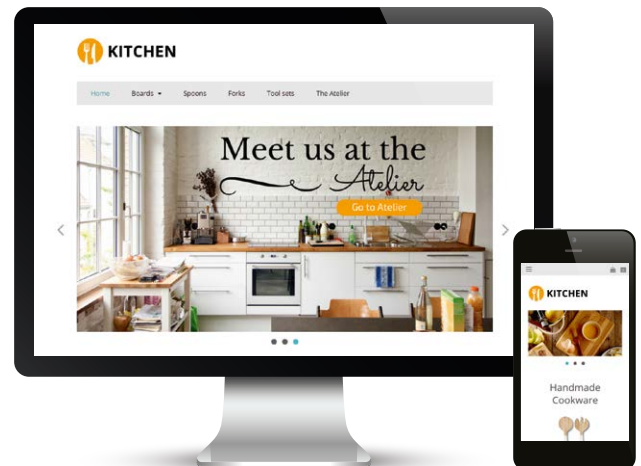 KITCHEN
Home Boards Spoons Forks Tool sets The Atelier
Meet us at the
Atelier
Go to Atelier
KITCHEN
Handmade
Cookware